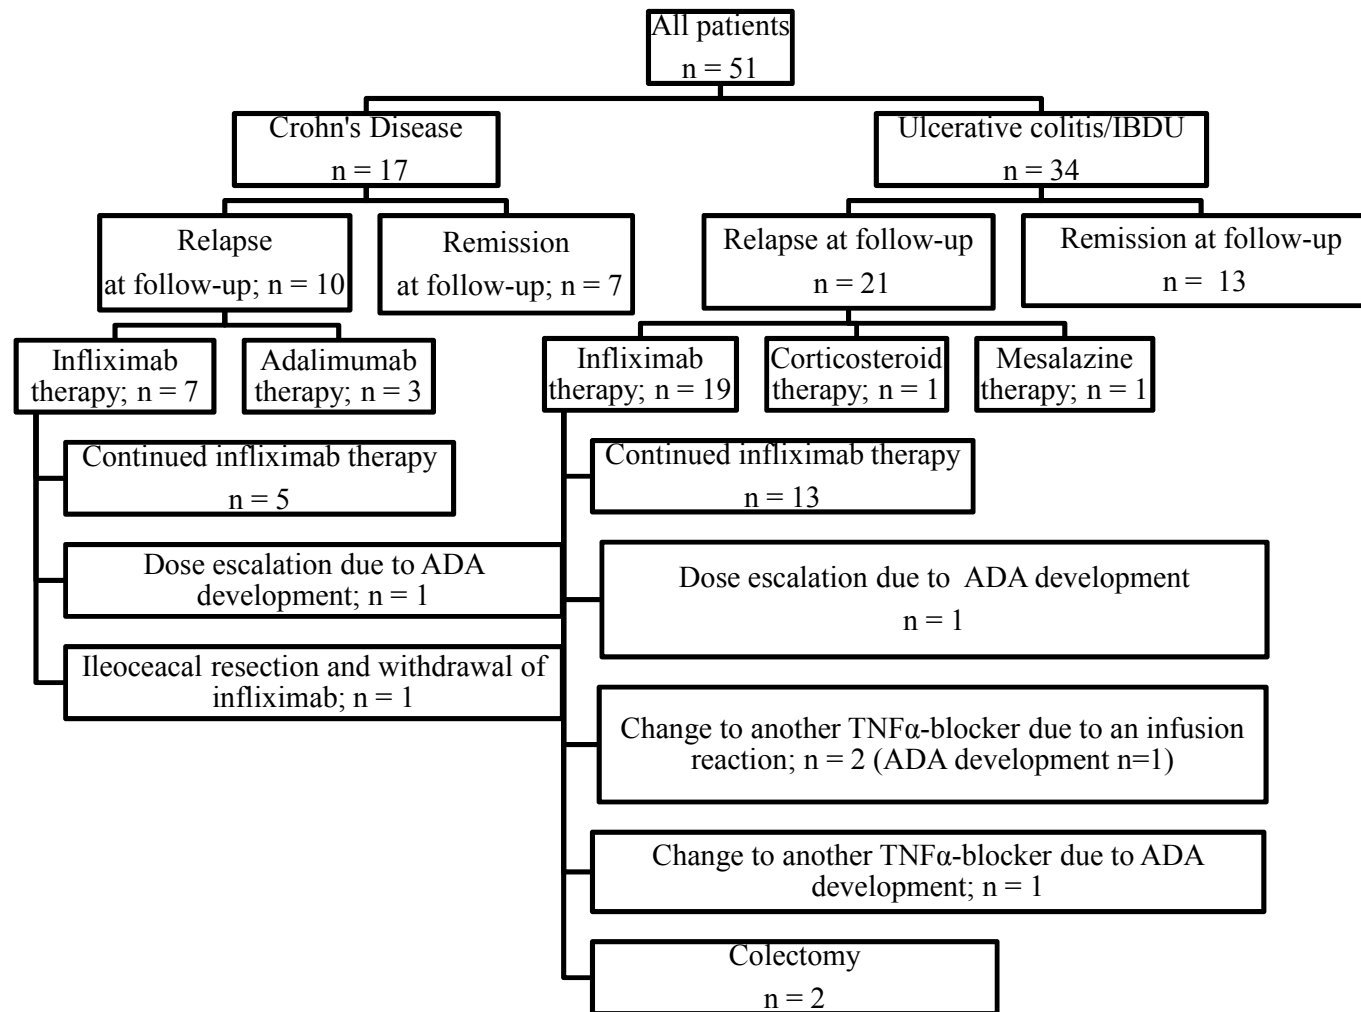 All patients
n = 51
Crohn's Disease
n = 17
Ulcerative colitis/IBDU
n = 34
Relapse
at follow-up; n = 10
Remission
at follow-up; n = 7
Relapse at follow-up
n = 21
Remission at follow-up
n =  13
Infliximab
therapy; n = 7
Adalimumab
therapy; n = 3
Infliximab
therapy; n = 19
Corticosteroid
therapy; n = 1
Mesalazine
therapy; n = 1
Continued infliximab therapy
n = 5
Dose escalation due to ADA
development; n = 1
Ileoceacal resection and withdrawal of
infliximab; n = 1
Continued infliximab therapy
n = 13
Dose escalation due to  ADA development
n = 1
Change to another TNFα-blocker due to an infusion
reaction; n = 2 (ADA development n=1)
Change to another TNFα-blocker due to ADA
development; n = 1
Colectomy
n = 2